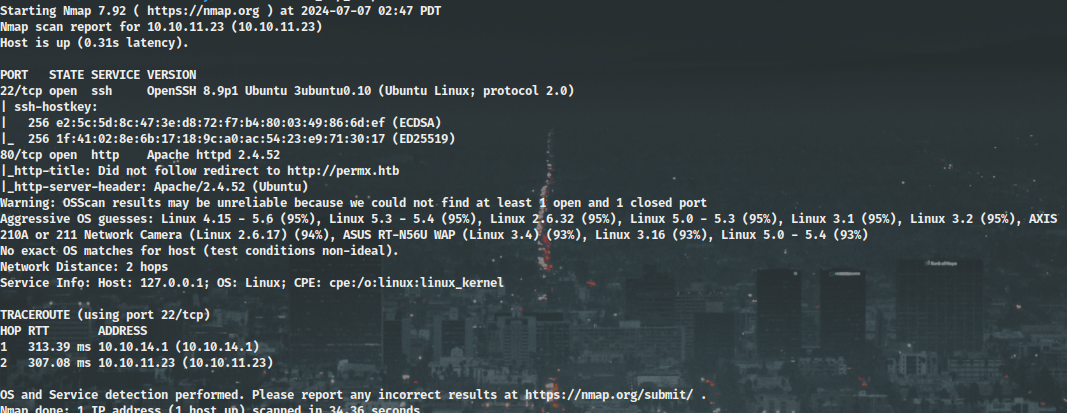 Starting Nmap 7.92 ( https://nmap.org ) at 2024-07-07 02:47 PDT
Nmap scan report for 10.10.11.23 (10.10.11.23)
Host is up (0.31s latency).
PORT   STATE SERVICE VERSION
22/tcp open  ssh     OpenSSH 8.9p1 Ubuntu 3ubuntu0.10 (Ubuntu Linux; protocol 2.0)
| ssh-hostkey:
|   256 e2:5c:5d:8c:47:3e:d8:72:f7:b4:80:03:49:86:6d:ef (ECDSA)
|_  256 1f:41:02:8e:6b:17:18:9c:a0:ac:54:23:e9:71:30:17 (ED25519)
80/tcp open  http    Apache httpd 2.4.52
|_http-title: Did not follow redirect to http://permx.htb
|_http-server-header: Apache/2.4.52 (Ubuntu)
Warning: OSScan results may be unreliable because we could not find at least 1 open and 1 closed port
Aggressive OS guesses: Linux 4.15 - 5.6 (95%), Linux 5.3 - 5.4 (95%), Linux 2.6.32 (95%), Linux 5.0 - 5.3 (95%), Linux 3.1 (95%), Linux 3.2 (95%), AXIS
210A or 211 Network Camera (Linux 2.6.17) (94%), ASUS RT-N56U WAP (Linux 3.4) (93%), Linux 3.16 (93%), Linux 5.0 - 5.4 (93%)
No exact OS matches for host (test conditions non-ideal).
Network Distance: 2 hops
Service Info: Host: 127.0.0.1; OS: Linux; CPE: cpe:/o:linux:linux_kernel
TRACEROUTE (using port 22/tcp)
HOP RTT       ADDRESS
1   313.39 ms 10.10.14.1 (10.10.14.1)
2   307.08 ms 10.10.11.23 (10.10.11.23)
OS and Service detection performed. Please report any incorrect results at https://nmap.org/submit/ .
Nmap done: 1 IP address (1 host up) scanned in 34.36 seconds